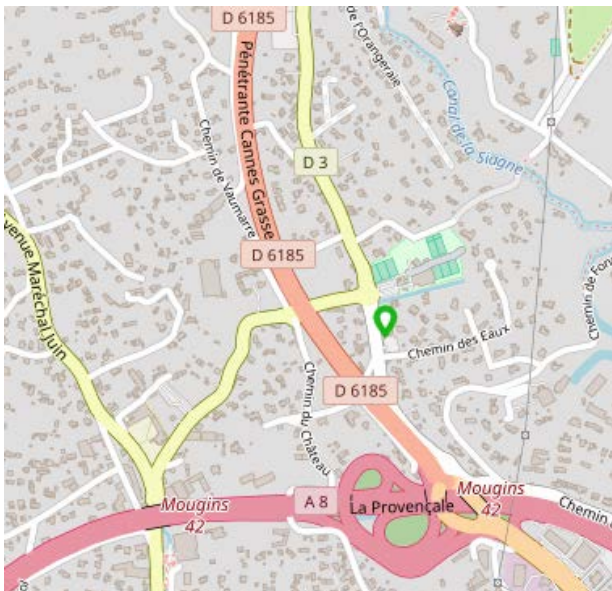 D 6185
de l'Orangeraie
Pénétrante Cannes Grasse
Canal de la Siagne
Chemin de Vaumarre
D 3
venue Maréchal Juin
D 6185
Chemin de Fon
Chemin des Eaux
Chemin du Château
D 6185
A 8
Mougins
42
La Provençale
Mougins
42
Chemin